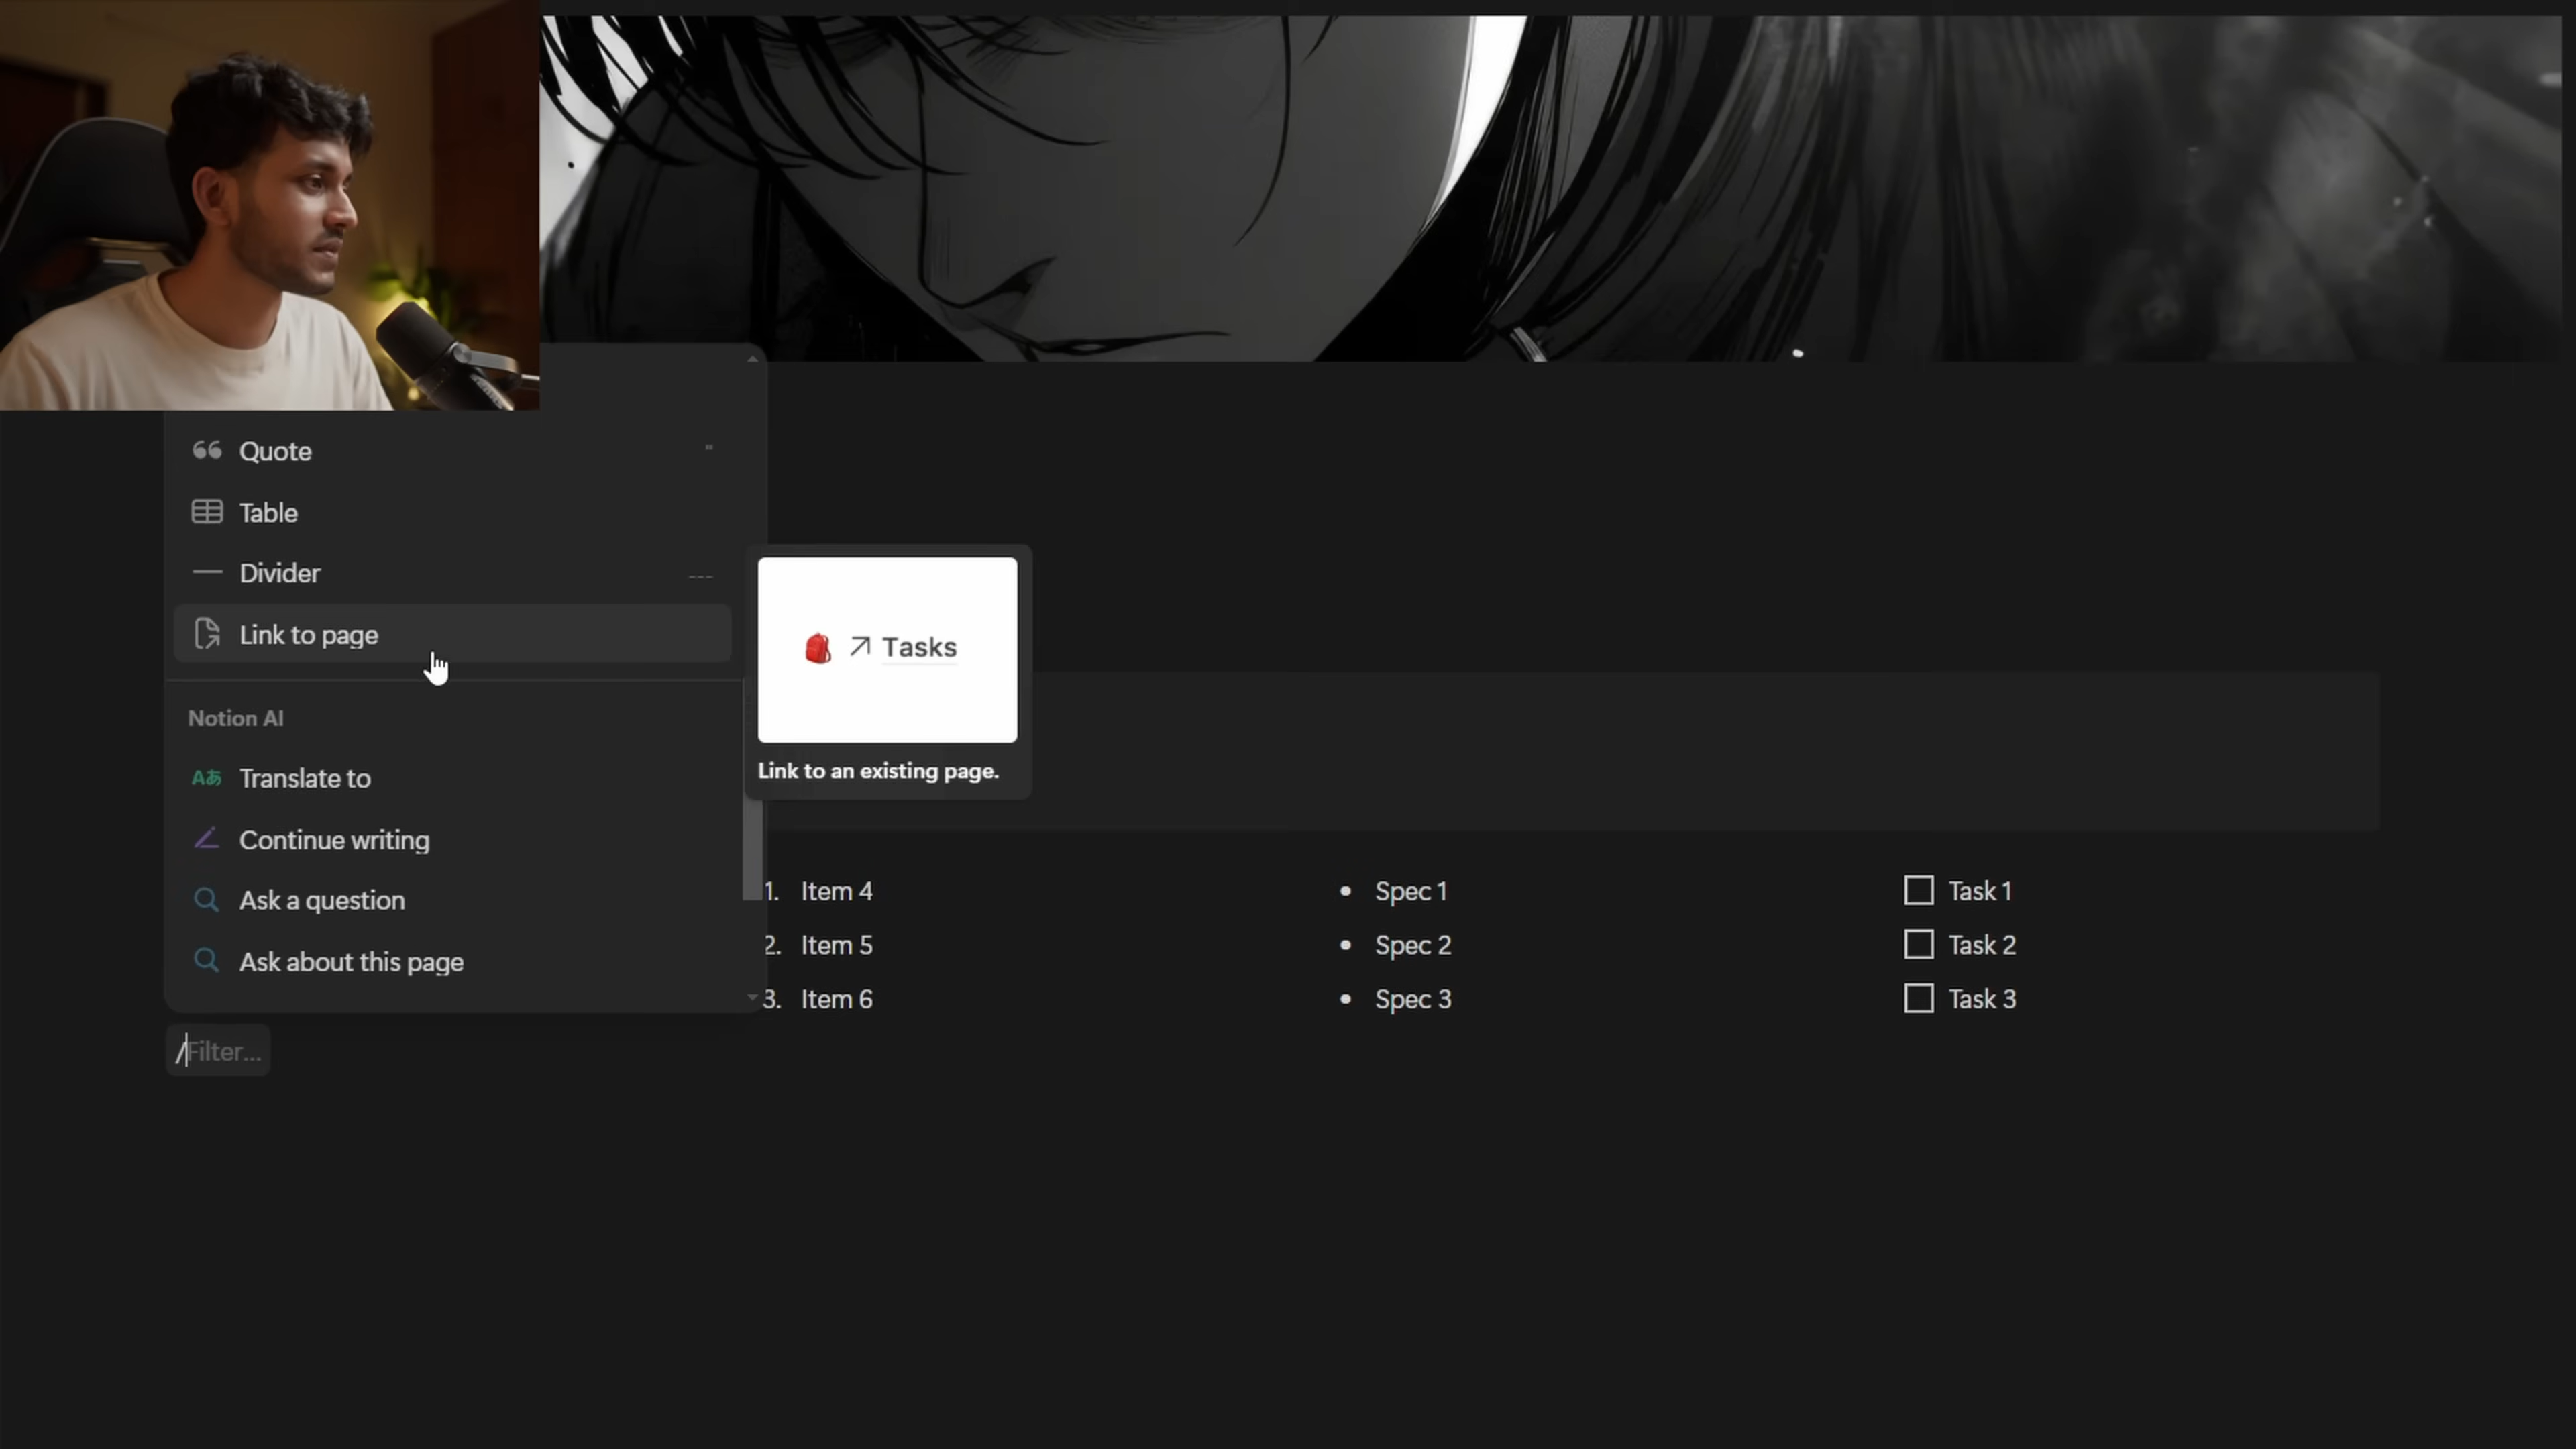 Quote "
Table
Divider ---
Link to page
Tasks
Link to an existing page.
Notion AI
Aあ Translate to
Continue writing
Ask a question
Ask about this page
1. Item 4
2. Item 5
3. Item 6
• Spec 1
• Spec 2
• Spec 3
Task 1
Task 2
Task 3
/Filter...